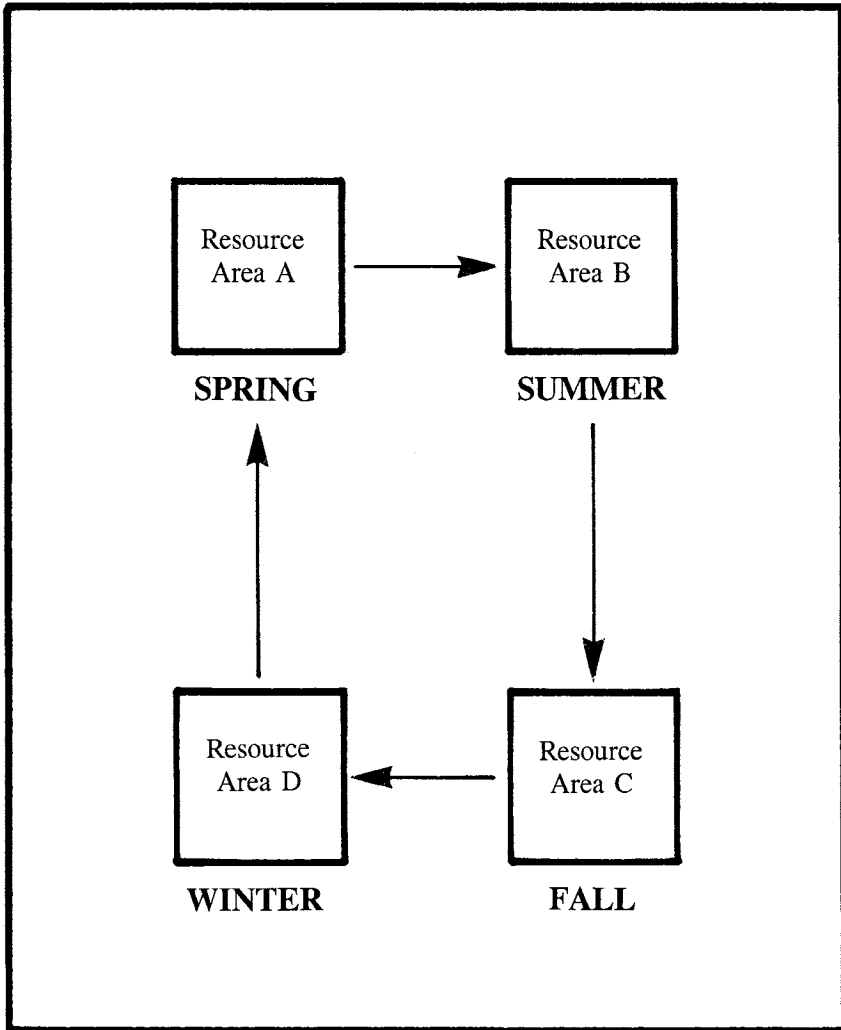 Resource
Area A
SPRING
Resource
Area B
SUMMER
Resource
Area D
WINTER
Resource
Area C
FALL